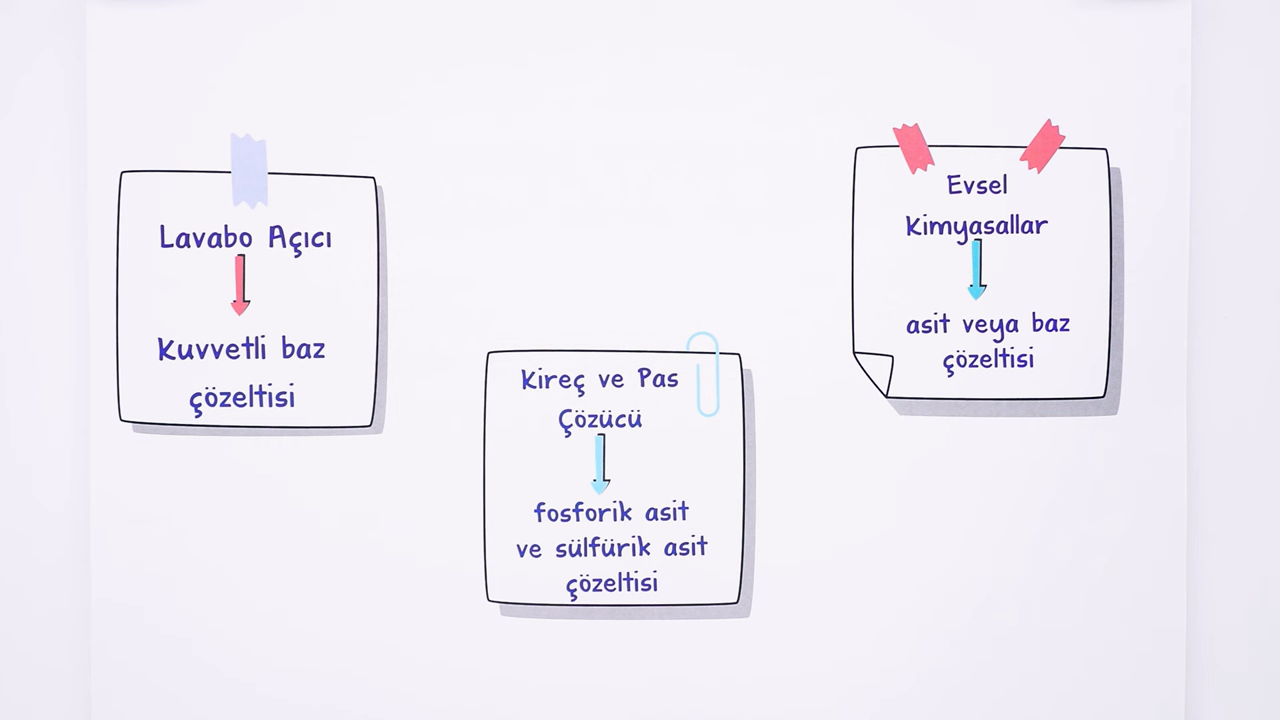 Lavabo Açıcı
Kuvvetli baz
çözeltisi
Kireç ve Pas
Çözücü
fosforik asit
ve sülfürik asit
çözeltisi
Evsel
Kimyasallar
asit veya baz
çözeltisi